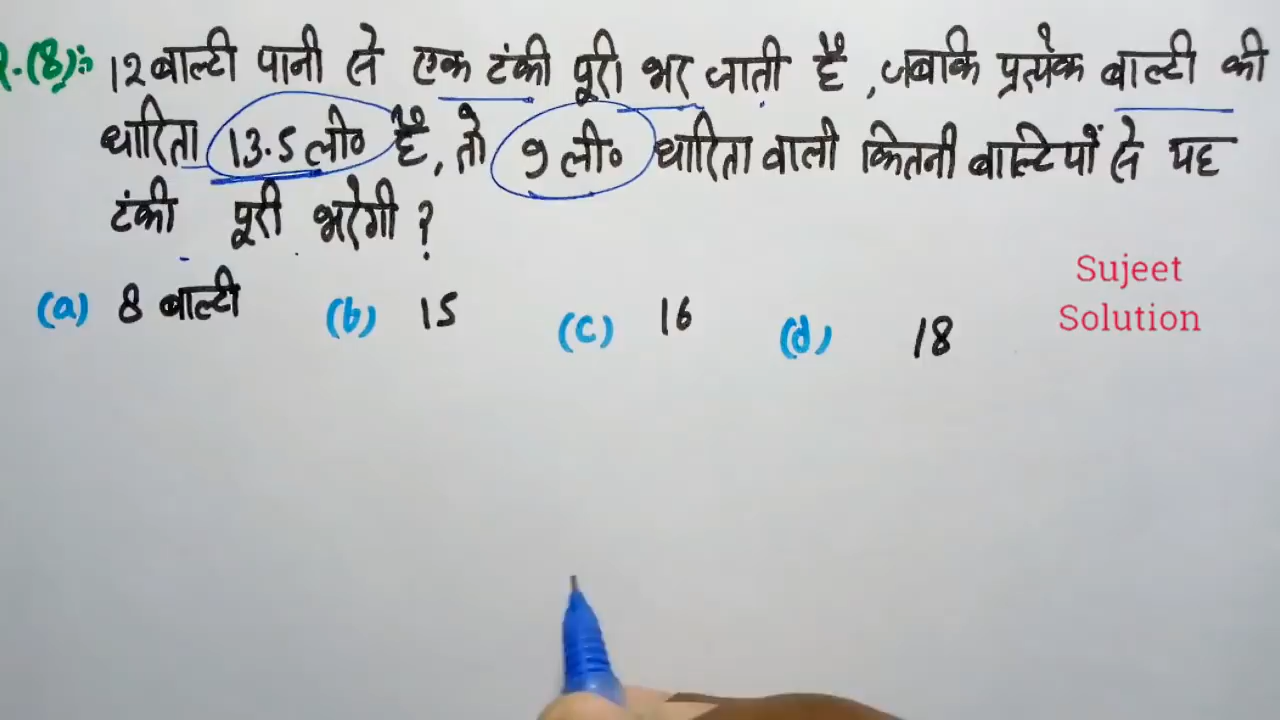 Q.(8):- 12 बाल्टी पानी से एक टंकी पूरी भर जाती है, जबकि प्रत्येक बाल्टी की
धारिता 13.5 ली० है, तो 9 ली० धारिता वाली कितनी बाल्टियों से यह
टंकी पूरी भरेगी ?
(a) 8 बाल्टी (b) 15 (c) 16 (d) 18
Sujeet
Solution